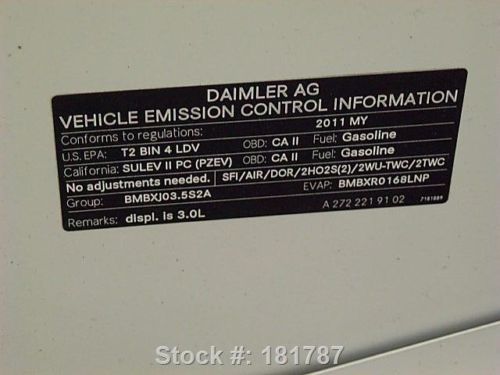 DAIMLER AG
VEHICLE EMISSION CONTROL INFORMATION
Conforms to regulations: 2011 MY
U.S. EPA: T2 BIN 4 LDV OBD: CA II Fuel: Gasoline
California: SULEV II PC (PZEV) OBD: CA II Fuel: Gasoline
No adjustments needed. SFI/AIR/DOR/2HO2S(2)/2WU-TWC/2TWC
Group: BMBXJ03.5S2A EVAP: BMBXR0168LNP
Remarks: displ. is 3.0L A 272 221 91 02
Stock #: 181787